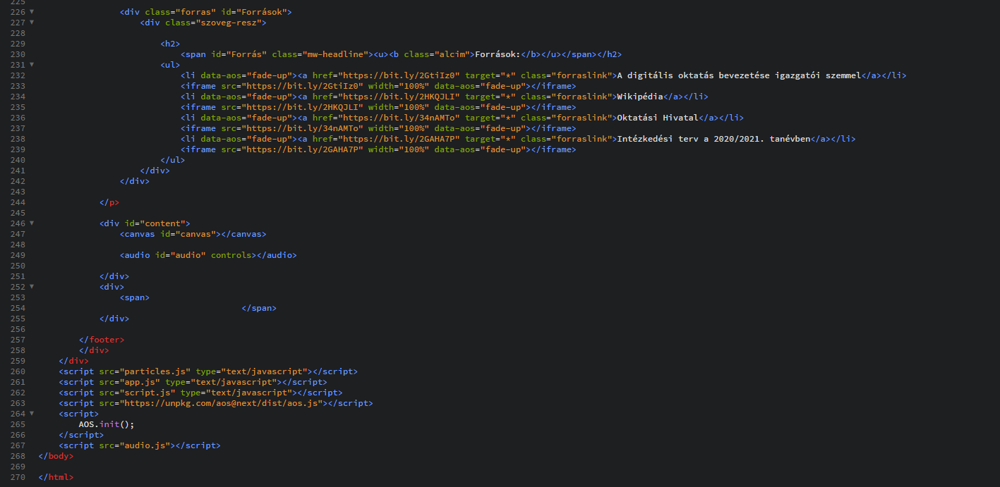 225
226 <div class="forras" id="Források">
227 <div class="szoveg-resz">
228
229 <h2>
230 <span id="Forrás" class="mw-headline"><u><b class="alcim">Források:</b></u></span></h2>
231 <ul>
232 <li data-aos="fade-up"><a href="https://bit.ly/2GtiIz0" target="*" class="forraslink">A digitális oktatás bevezetése igazgatói szemmel</a></li>
233 <iframe src="https://bit.ly/2GtiIz0" width="100%" data-aos="fade-up"></iframe>
234 <li data-aos="fade-up"><a href="https://bit.ly/2HKQJLI" target="*" class="forraslink">Wikipédia</a></li>
235 <iframe src="https://bit.ly/2HKQJLI" width="100%" data-aos="fade-up"></iframe>
236 <li data-aos="fade-up"><a href="https://bit.ly/34nAMTo" target="*" class="forraslink">Oktatási Hivatal</a></li>
237 <iframe src="https://bit.ly/34nAMTo" width="100%" data-aos="fade-up"></iframe>
238 <li data-aos="fade-up"><a href="https://bit.ly/2GAHA7P" target="*" class="forraslink">Intézkedési terv a 2020/2021. tanévben</a></li>
239 <iframe src="https://bit.ly/2GAHA7P" width="100%" data-aos="fade-up"></iframe>
240 </ul>
241 </div>
242 </div>
243
244 </p>
245
246 <div id="content">
247 <canvas id="canvas"></canvas>
248
249 <audio id="audio" controls></audio>
250
251 </div>
252 <div>
253 <span>
254 </span>
255 </div>
256
257 </footer>
258 </div>
259 </div>
260 <script src="particles.js" type="text/javascript"></script>
261 <script src="app.js" type="text/javascript"></script>
262 <script src="script.js" type="text/javascript"></script>
263 <script src="https://unpkg.com/aos@next/dist/aos.js"></script>
264 <script>
265 AOS.init();
266 </script>
267 <script src="audio.js"></script>
268 </body>
269
270 </html>